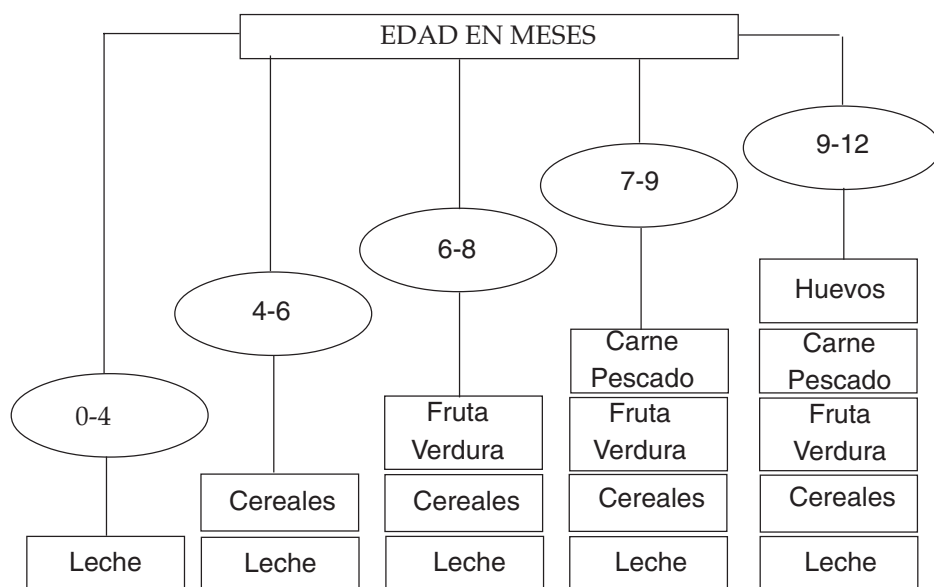 EDAD EN MESES
0-4
Leche
4-6
Cereales
Leche
6-8
Fruta
Verdura
Cereales
Leche
7-9
Carne
Pescado
Fruta
Verdura
Cereales
Leche
9-12
Huevos
Carne
Pescado
Fruta
Verdura
Cereales
Leche